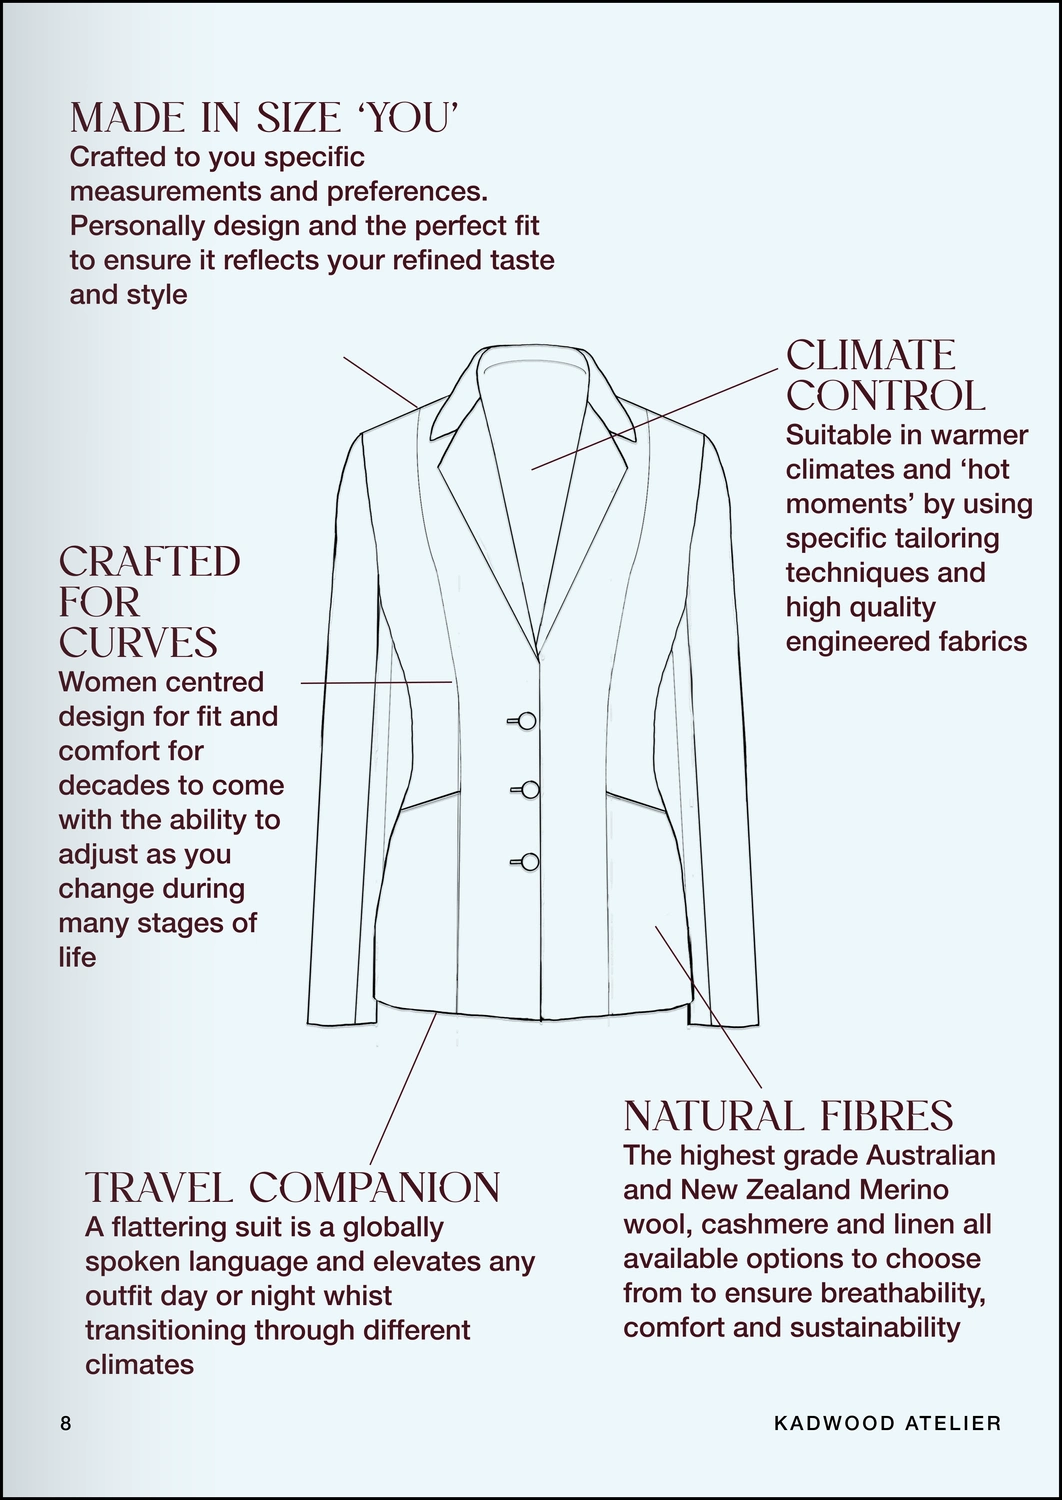 MADE IN SIZE ‘YOU’
Crafted to you specific
measurements and preferences.
Personally design and the perfect fit
to ensure it reflects your refined taste
and style
CLIMATE
CONTROL
Suitable in warmer
climates and ‘hot
moments’ by using
specific tailoring
techniques and
high quality
engineered fabrics
CRAFTED
FOR
CURVES
Women centred
design for fit and
comfort for
decades to come
with the ability to
adjust as you
change during
many stages of
life
NATURAL FIBRES
The highest grade Australian
and New Zealand Merino
wool, cashmere and linen all
available options to choose
from to ensure breathability,
comfort and sustainability
TRAVEL COMPANION
A flattering suit is a globally
spoken language and elevates any
outfit day or night whist
transitioning through different
climates
8
KADWOOD ATELIER